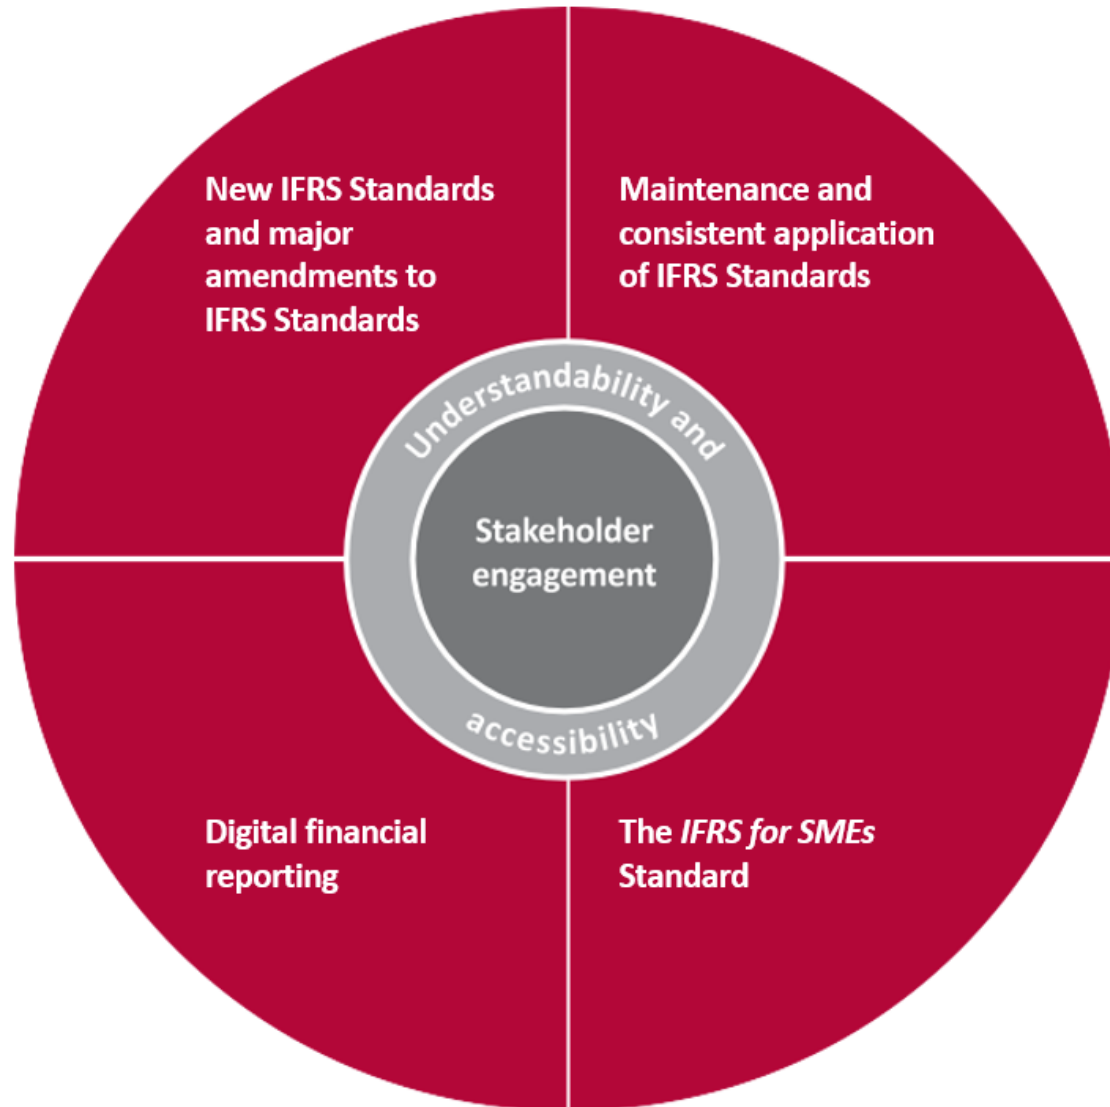 New IFRS Standards
and major
amendments to
IFRS Standards
Maintenance and
consistent application
of IFRS Standards
Understandability and
accessibility
Stakeholder
engagement
Digital financial
reporting
The IFRS for SMEs
Standard